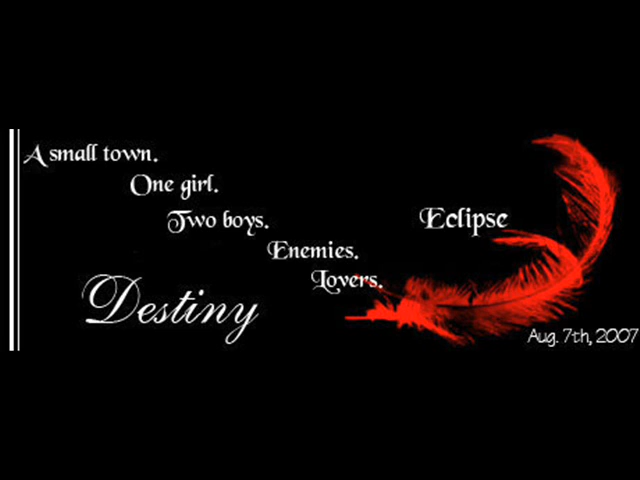 A small town.
One girl.
Two boys.
Eclipse
Enemies.
Lovers.
Destiny
Aug. 7th, 2007